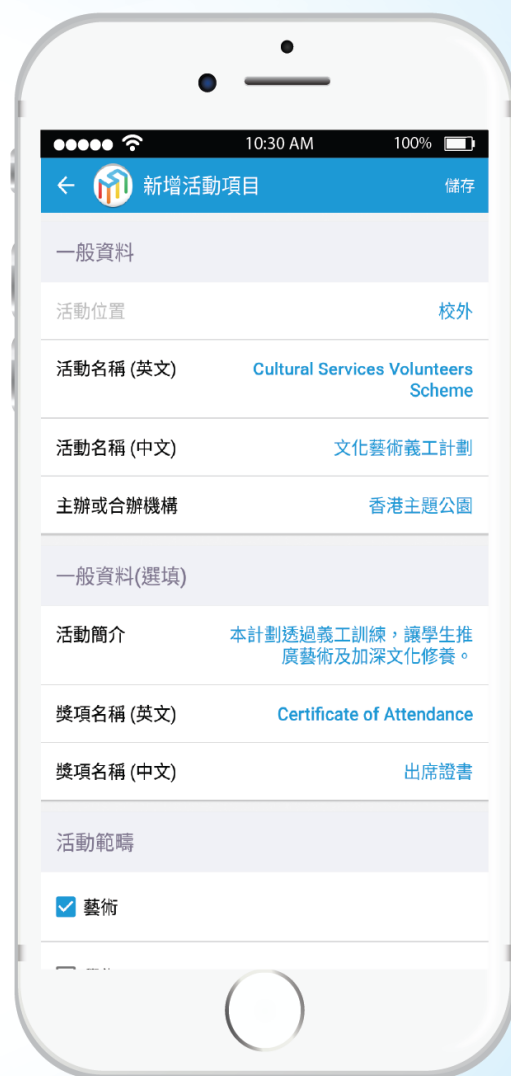 10:30 AM 100%
新增活動項目 儲存
一般資料
活動位置 校外
活動名稱 (英文) Cultural Services Volunteers
Scheme
活動名稱 (中文) 文化藝術義工計劃
主辦或合辦機構 香港主題公園
一般資料(選填)
活動簡介 本計劃透過義工訓練，讓學生推
廣藝術及加深文化修養。
獎項名稱 (英文) Certificate of Attendance
獎項名稱 (中文) 出席證書
活動範疇
藝術